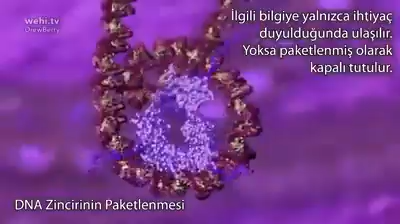 wehi.tv
DrewBerry
İlgili bilgiye yalnızca ihtiyaç
duyulduğunda ulaşılır.
Yoksa paketlenmiş olarak
kapalı tutulur.
DNA Zincirinin Paketlenmesi